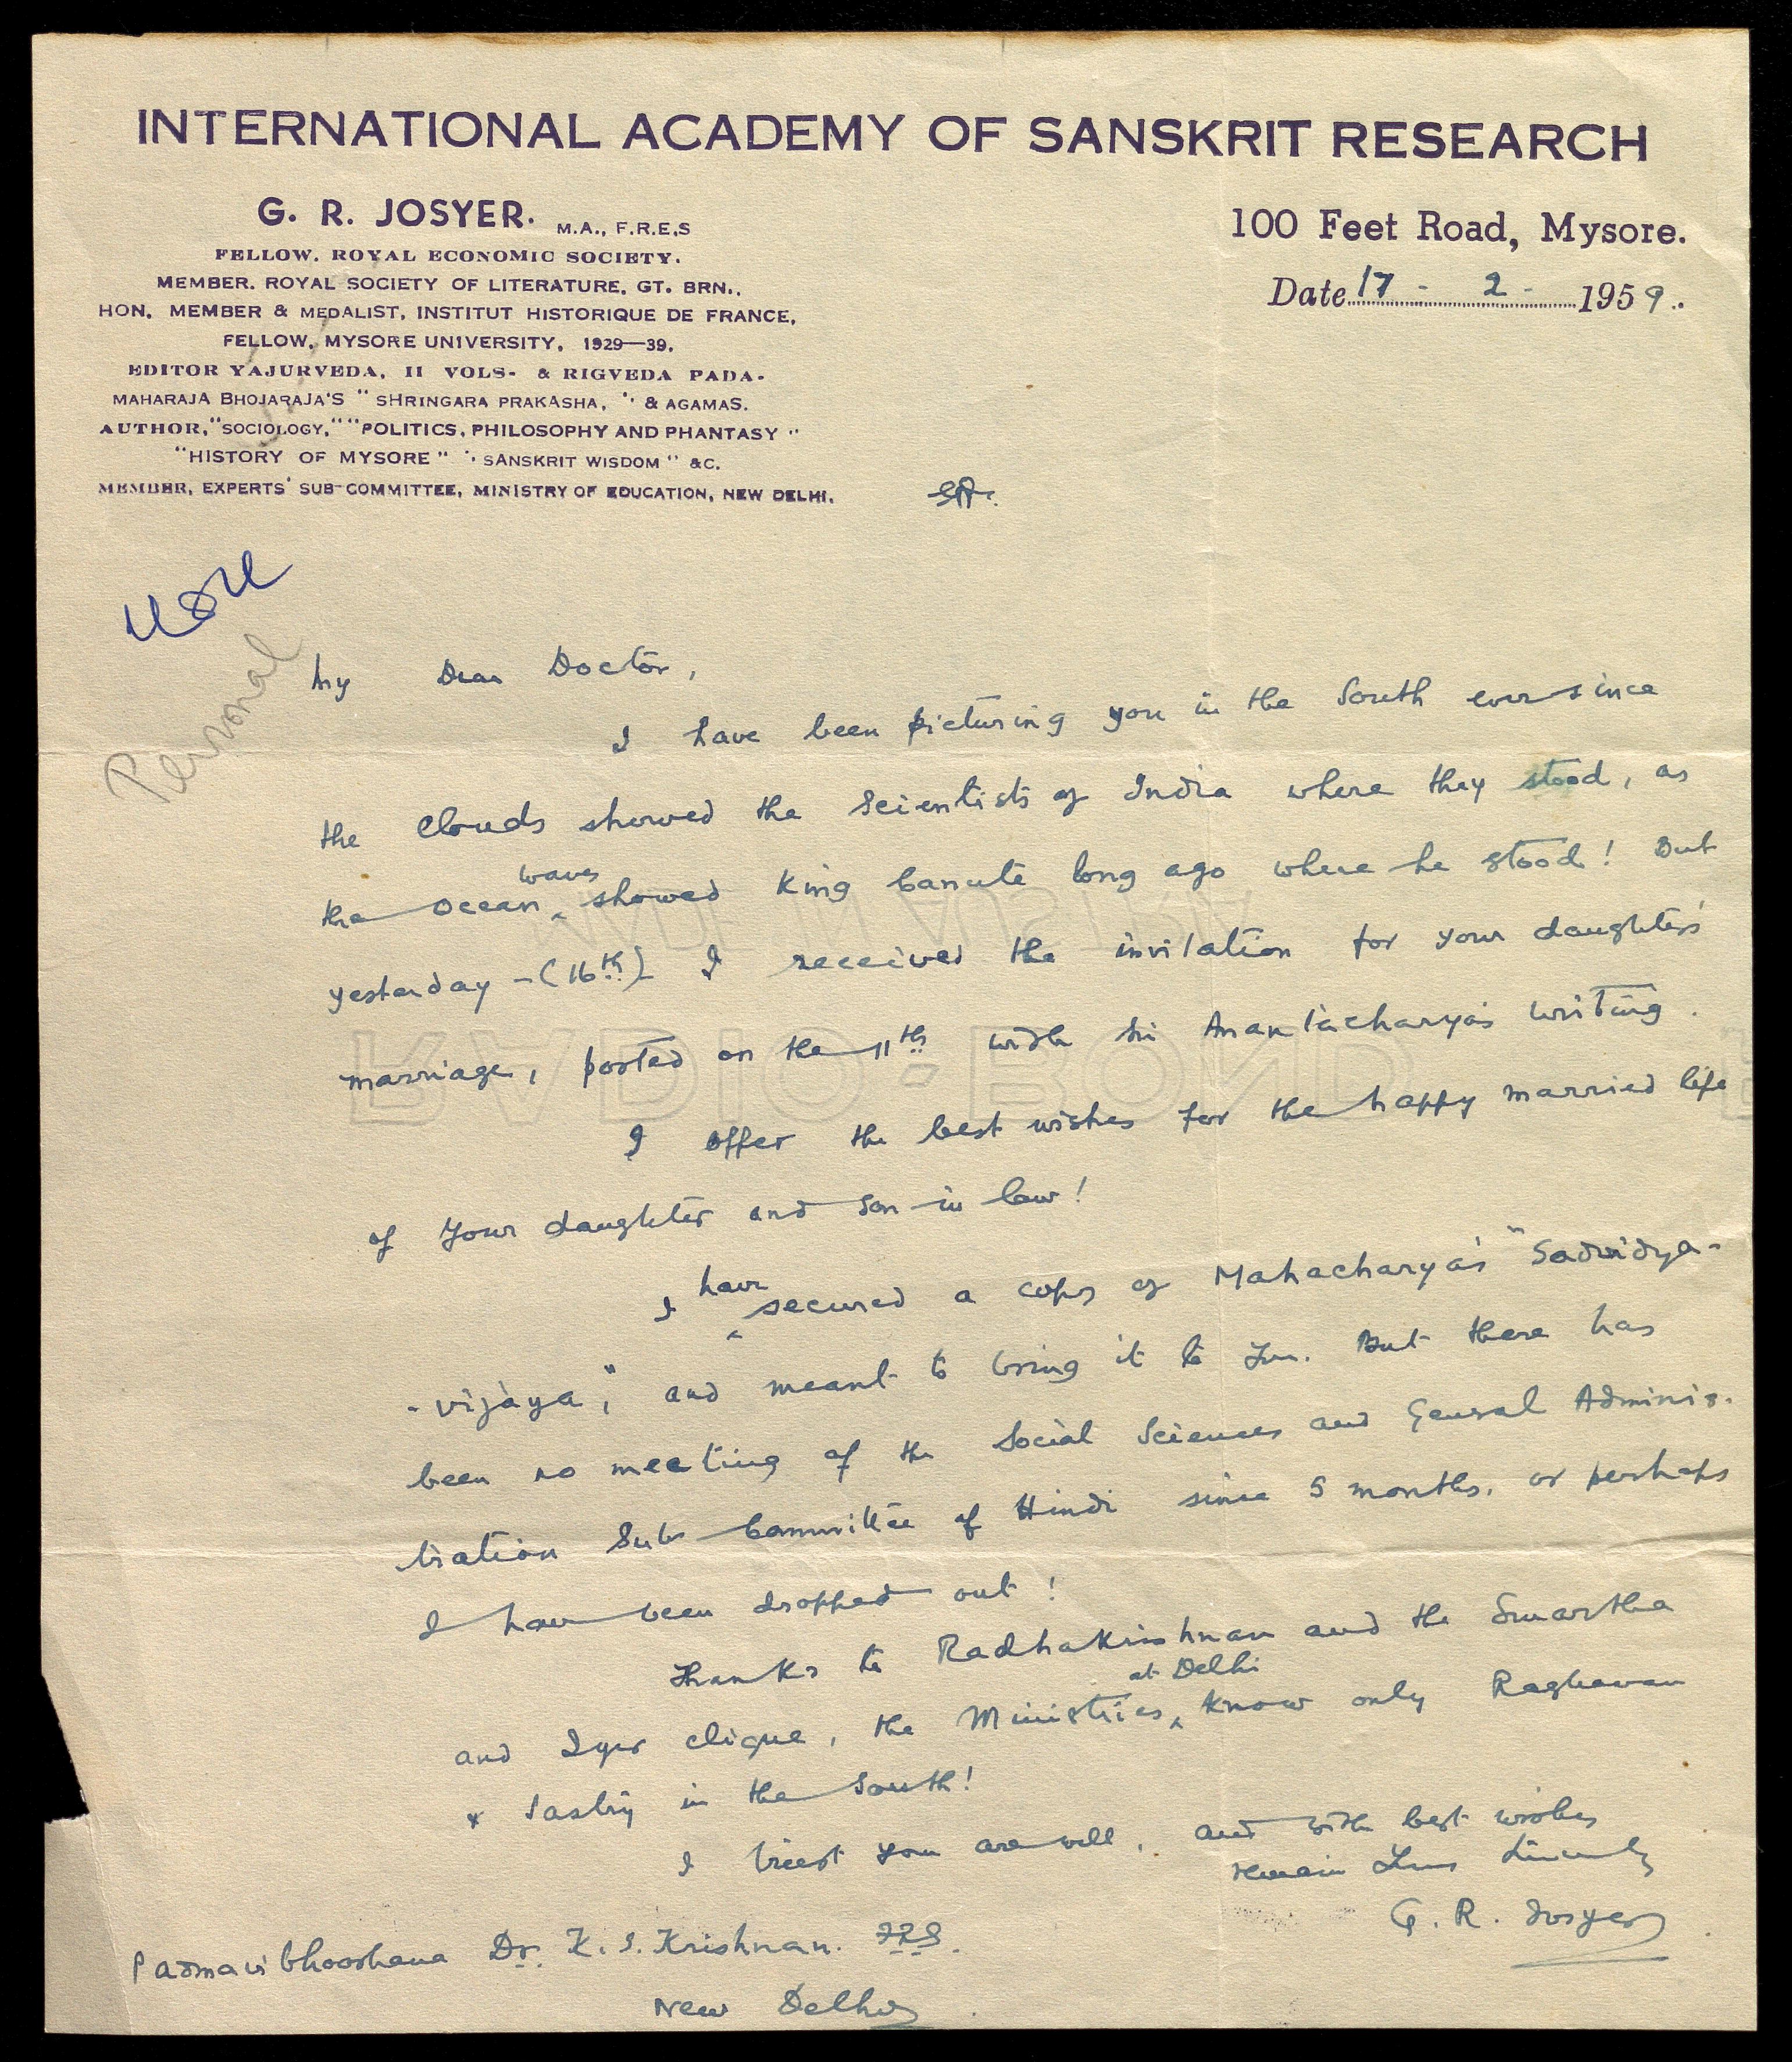 INTERNATIONAL ACADEMY OF SANSKRIT RESEARCH
G. R. JOSYER. M.A., F.R.E.S
FELLOW, ROYAL ECONOMIC SOCIETY.
MEMBER, ROYAL SOCIETY OF LITERATURE, GT. BRN.,
HON. MEMBER & MEDALIST, INSTITUT HISTORIQUE DE FRANCE,
FELLOW, MYSORE UNIVERSITY, 1929—39,
EDITOR YAJURVEDA, II VOLS- & RIGVEDA PADA-
MAHARAJA BHOJARAJA'S "SHRINGARA PRAKASHA," & AGAMAS.
AUTHOR, "SOCIOLOGY," "POLITICS, PHILOSOPHY AND PHANTASY"
"HISTORY OF MYSORE" "SANSKRIT WISDOM" &C.
MEMBER, EXPERTS' SUB-COMMITTEE, MINISTRY OF EDUCATION, NEW DELHI.
100 Feet Road, Mysore.
Date 17 - 2 - 1959.
Personal
My Dear Doctor,
I have been picturing you in the South ever since
the Clouds showed the Scientists of India where they stood, as
the Ocean waves showed King Canute long ago where he stood! But
yesterday -(16th)- I received the invitation for your daughter's
marriage, posted on the 11th with Sri Anantacharya's writing.
I offer the best wishes for the happy married life
of your daughter and son-in law!
I have secured a copy of Mahacharya's "Sadvidya-
-vijaya," and meant to bring it to you. But there has
been no meeting of the Social Sciences and General Adminis-
tration Sub-Committee of Hindi since 5 months, or perhaps
I have been dropped out!
Thanks to Radhakrishnan and the Smartha
and Iyer clique, the Ministries at Delhi know only Raghavan
& Sastry in the South!
I trust you are well, and with best wishes
remain Yours Sincerely
G. R. Josyer
Padmavibhooshana Dr. K. S. Krishnan. FRS.
New Delhi
BOND